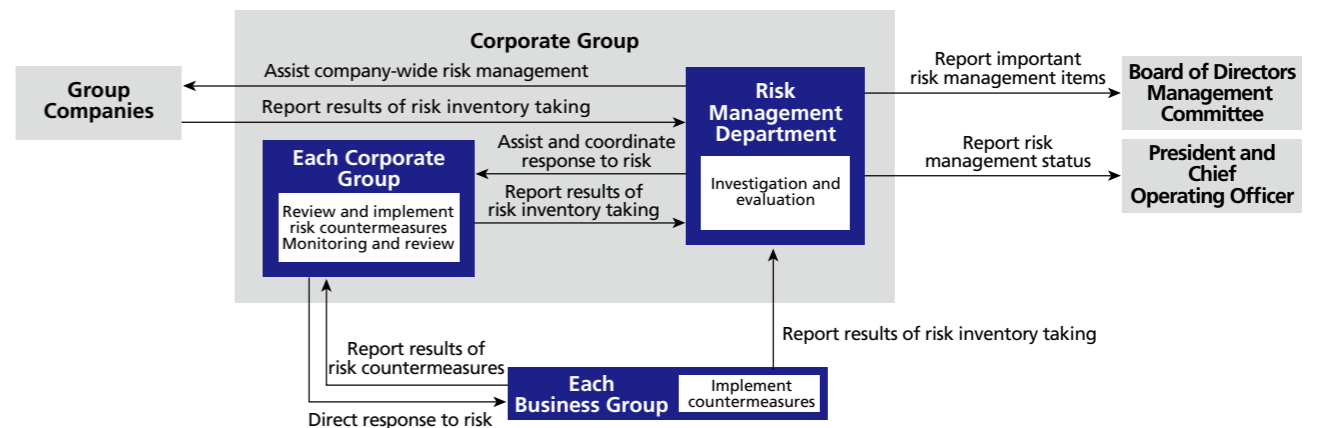 Corporate Group
Group
Companies
Assist company-wide risk management
Report results of risk inventory taking
Risk
Management
Department
Investigation and
evaluation
Report important
risk management items
Board of Directors
Management
Committee
Report risk
management status
President and
Chief
Operating Officer
Each Corporate
Group
Review and implement
risk countermeasures
Monitoring and review
Assist and coordinate
response to risk
Report results of
risk inventory taking
Report results of risk inventory taking
Report results of
risk countermeasures
Direct response to risk
Each
Business Group
Implement
countermeasures